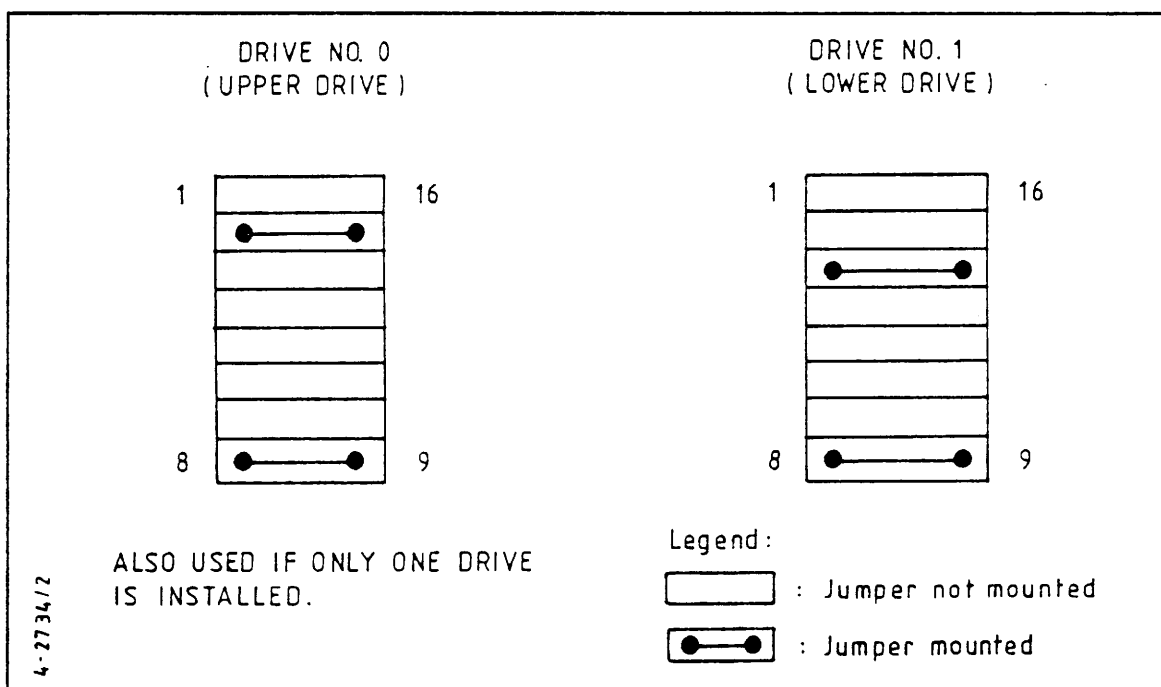 DRIVE NO. 0
(UPPER DRIVE)
1
16
8
9
ALSO USED IF ONLY ONE DRIVE
IS INSTALLED.
DRIVE NO. 1
(LOWER DRIVE)
1
16
8
9
Legend:
: Jumper not mounted
: Jumper mounted
4-2734/2